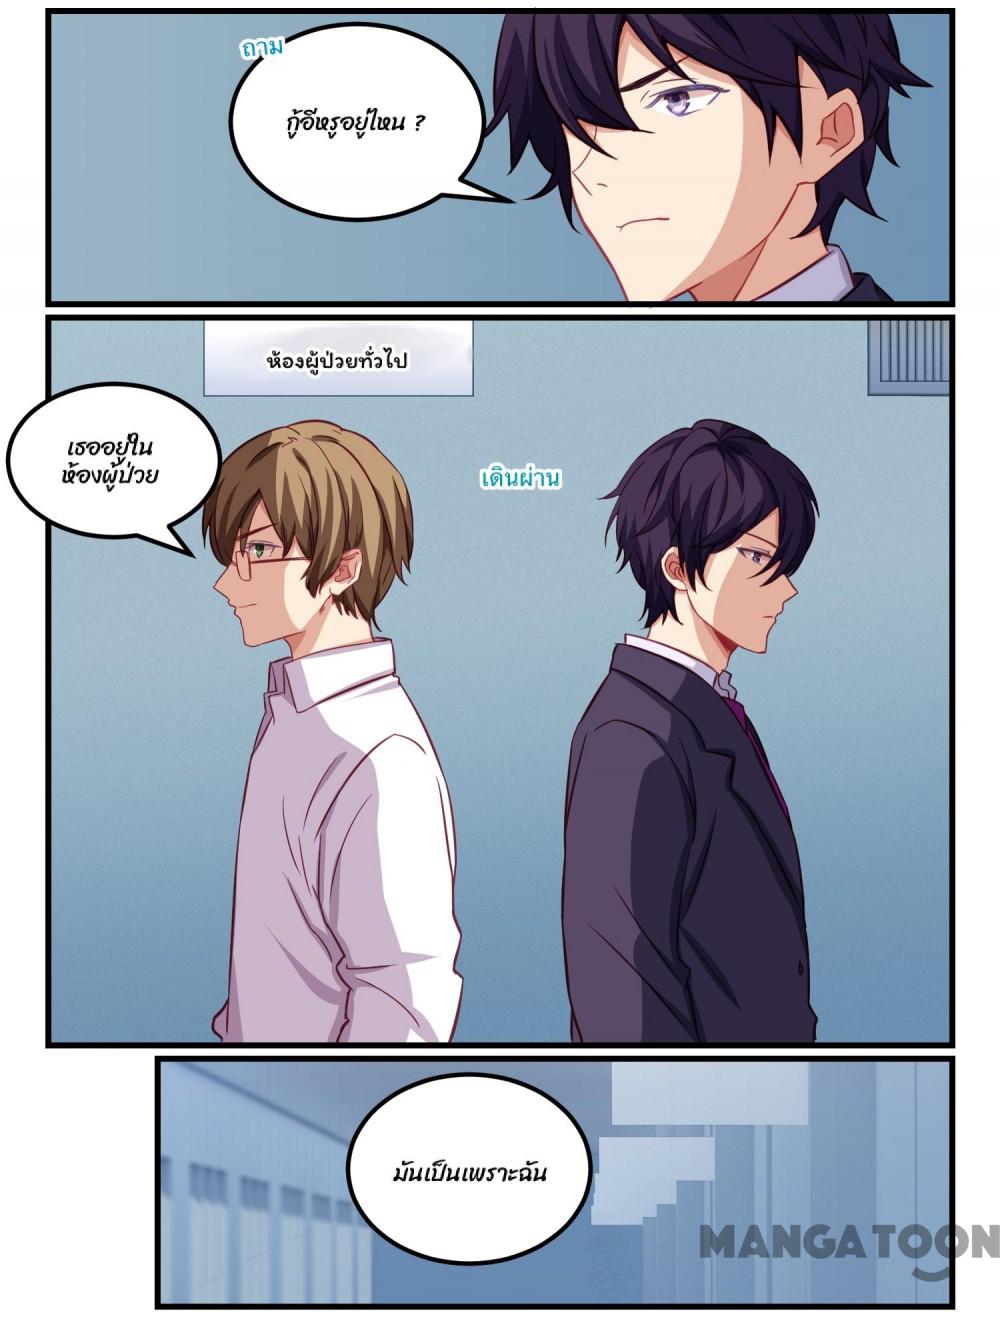 ถาม
กู้อีหรูอยู่ไหน ?
ห้องผู้ป่วยทั่วไป
เธออยู่ใน
ห้องผู้ป่วย
เดินผ่าน
มันเป็นเพราะฉัน
MANGATOON